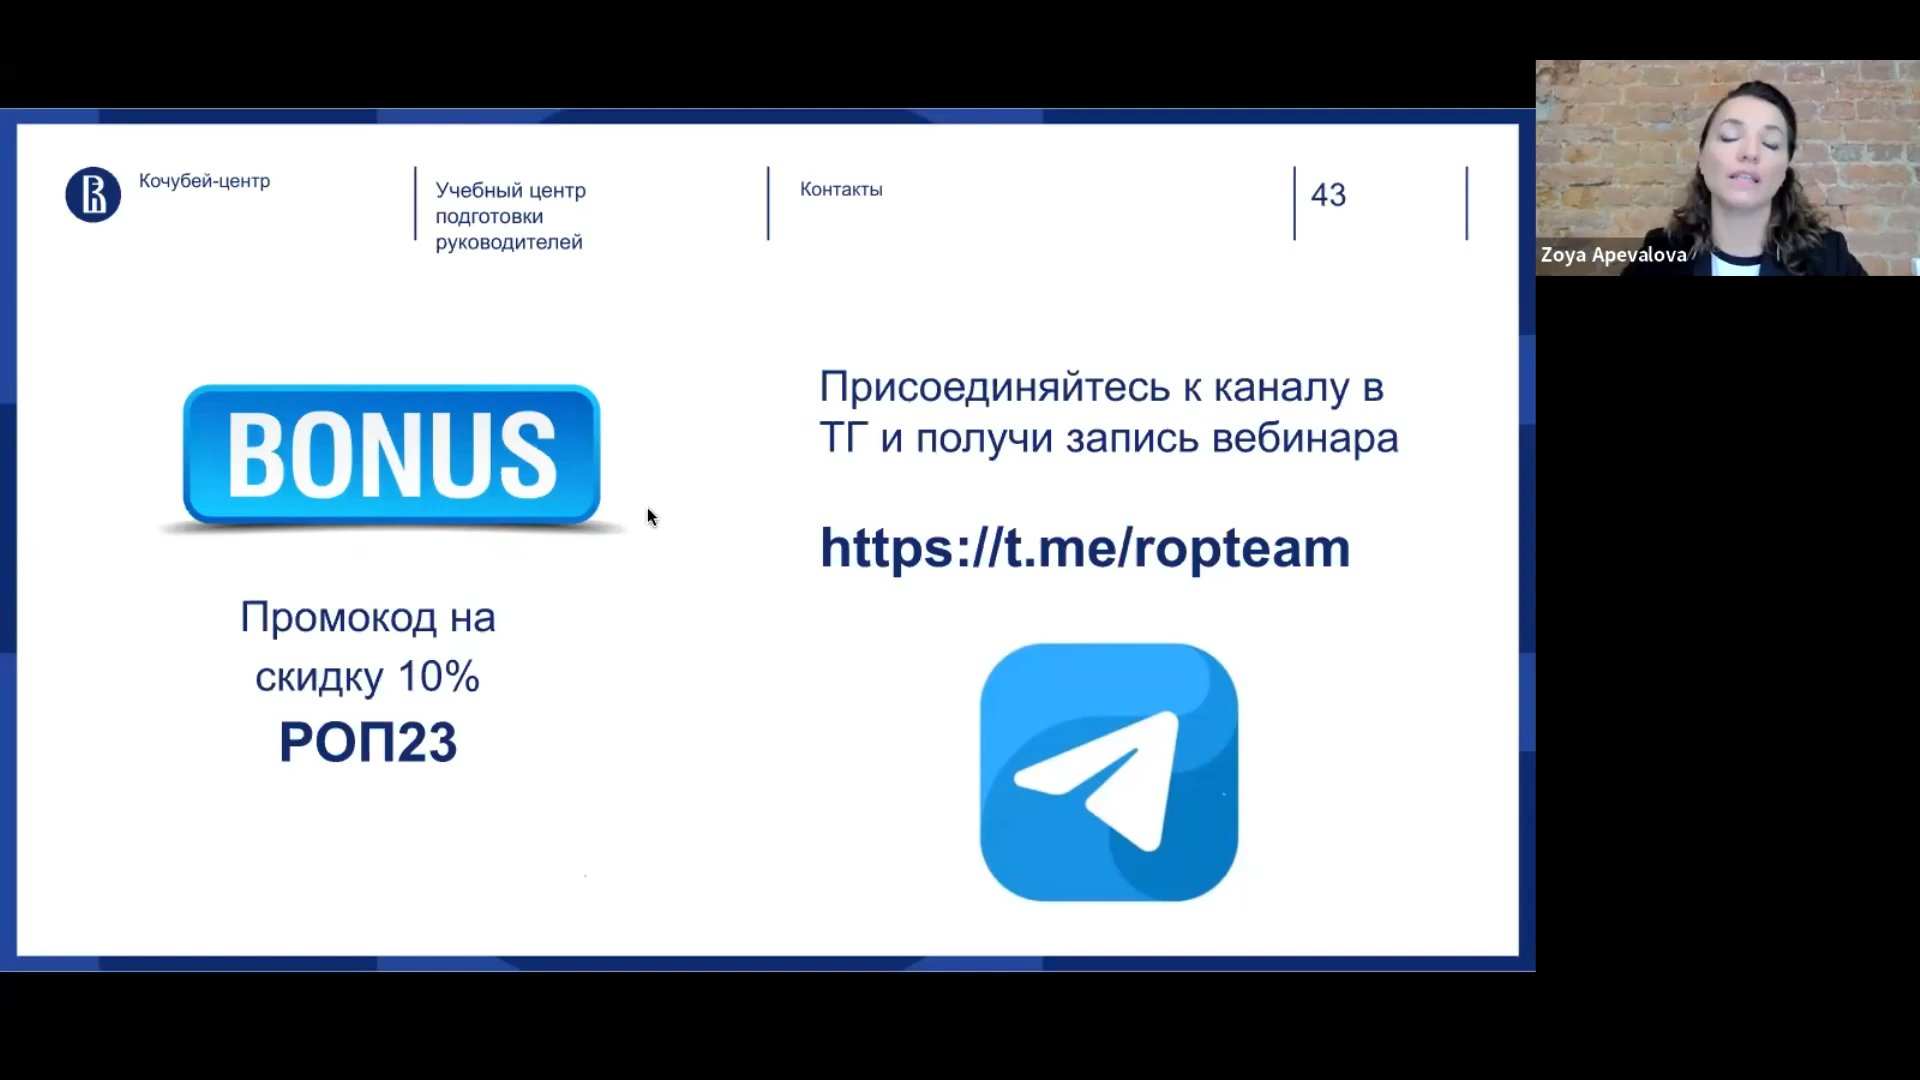 Кочубей-центр
Учебный центр
подготовки
руководителей
Контакты
43
BONUS
Промокод на
скидку 10%
РОП23
Присоединяйтесь к каналу в
ТГ и получи запись вебинара
https://t.me/ropteam
Zoya Apevalova